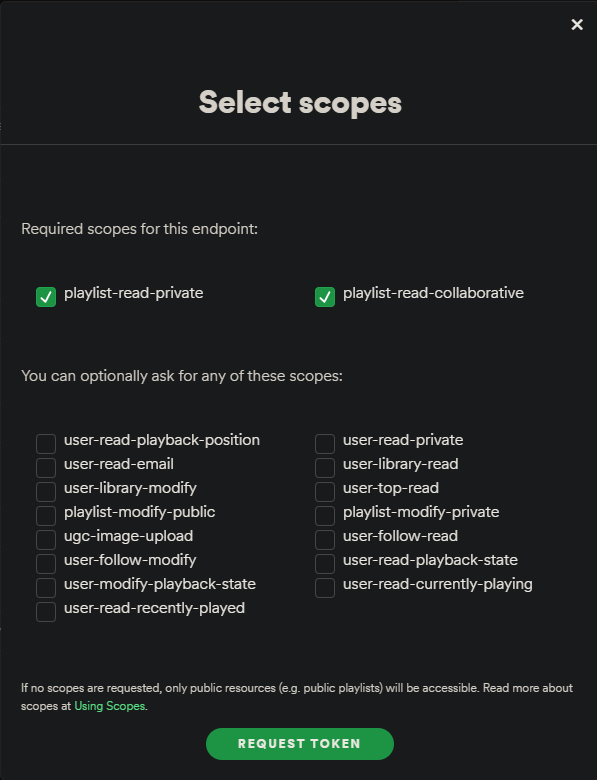 Select scopes
Required scopes for this endpoint:
playlist-read-private playlist-read-collaborative
You can optionally ask for any of these scopes:
user-read-playback-position user-read-private
user-read-email user-library-read
user-library-modify user-top-read
playlist-modify-public playlist-modify-private
ugc-image-upload user-follow-read
user-follow-modify user-read-playback-state
user-modify-playback-state user-read-currently-playing
user-read-recently-played
If no scopes are requested, only public resources (e.g. public playlists) will be accessible. Read more about
scopes at Using Scopes.
REQUEST TOKEN